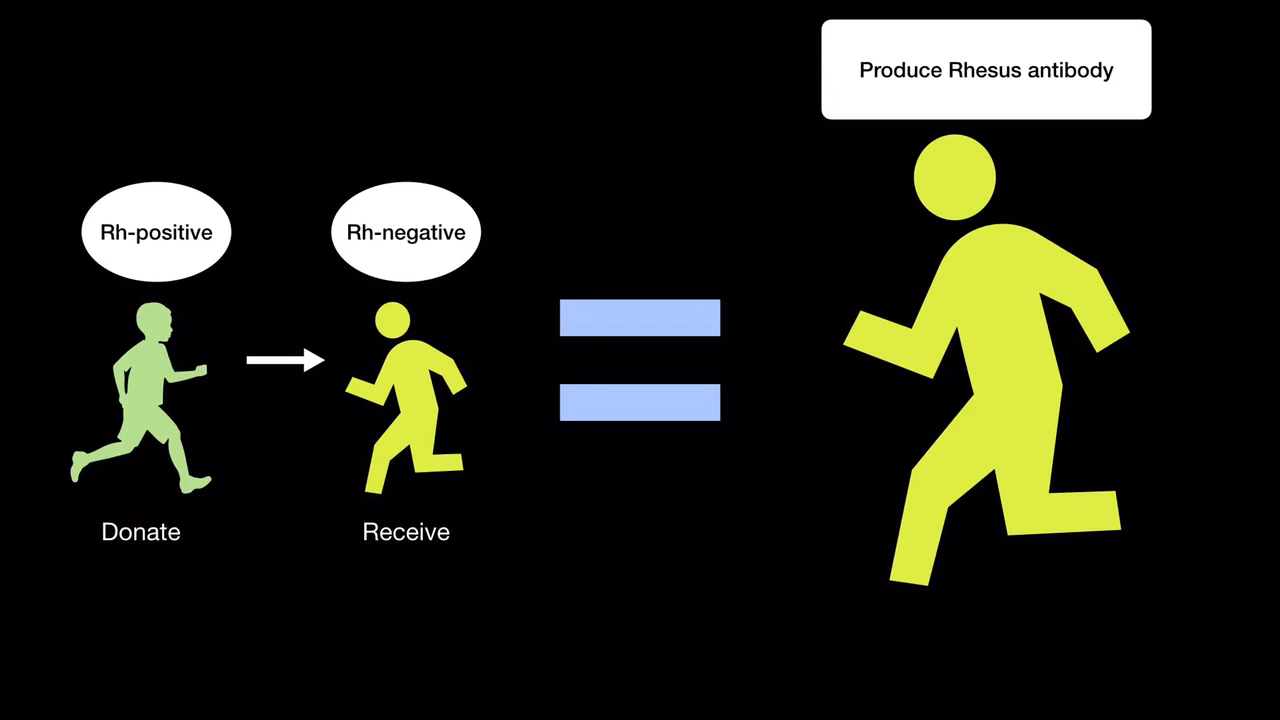 Produce Rhesus antibody
Rh-positive
Rh-negative
Donate
Receive